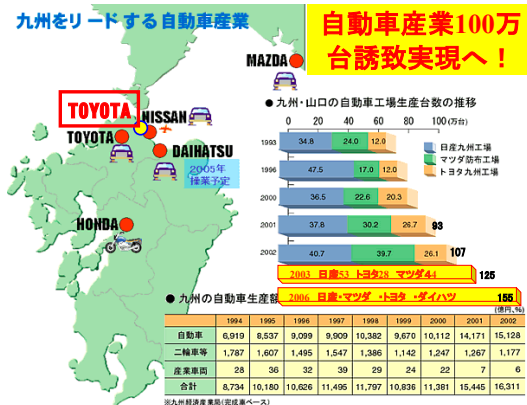 九州をリードする自動車産業
自動車産業100万
台誘致実現へ！
MAZDA
TOYOTA
NISSAN
TOYOTA
DAIHATSU
2005年
操業予定
HONDA
●九州・山口の自動車工場生産台数の推移
0 20 40 60 80 100 (万台)
1993 34.8 24.0 12.0
1996 47.5 17.0 12.0
2000 36.5 22.6 20.3
2001 37.8 30.2 26.7 93
2002 40.7 39.7 26.1 107
日産九州工場
マツダ防布工場
トヨタ九州工場
2003 日産53 トヨタ28 マツダ44 125
2006 日産・マツダ・トヨタ・ダイハツ 155
●九州の自動車生産額
(億円、%)
1994 1995 1996 1997 1998 1999 2000 2001 2002
自動車 6,919 8,537 9,099 9,909 10,382 9,670 10,112 14,171 15,128
二輪車等 1,787 1,607 1,495 1,547 1,386 1,142 1,247 1,267 1,177
産業車両 28 36 32 39 29 24 22 7 6
合計 8,734 10,180 10,626 11,495 11,797 10,836 11,381 15,445 16,311
※九州経済産業局(完成車ベース)